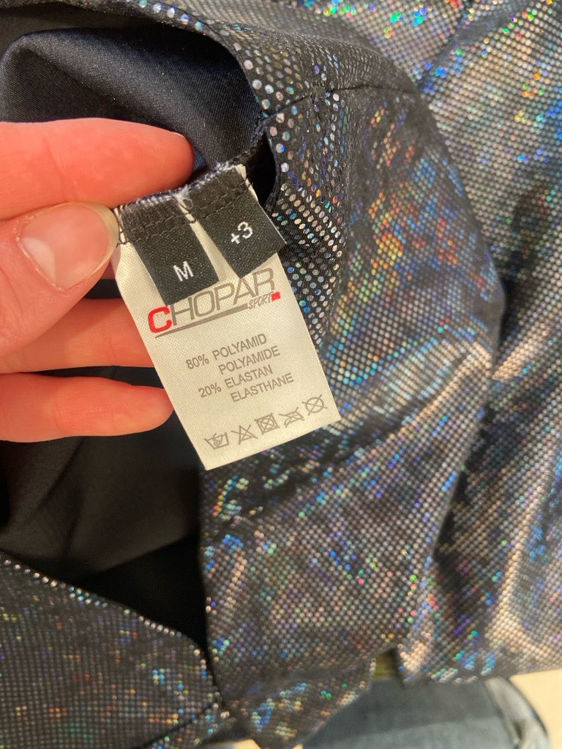 M
+3
CHOPAR
SPORT
80% POLYAMID
POLYAMIDE
20% ELASTAN
ELASTHANE